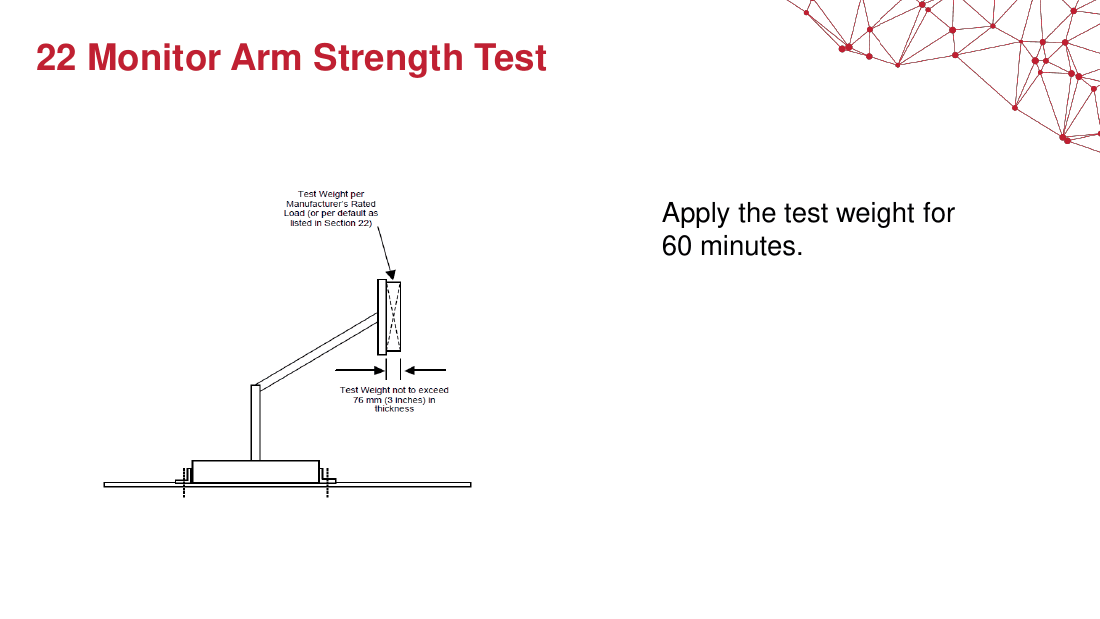 22 Monitor Arm Strength Test
Test Weight per
Manufacturer's Rated
Load (or per default as
listed in Section 22)
Test Weight not to exceed
76 mm (3 inches) in
thickness
Apply the test weight for
60 minutes.